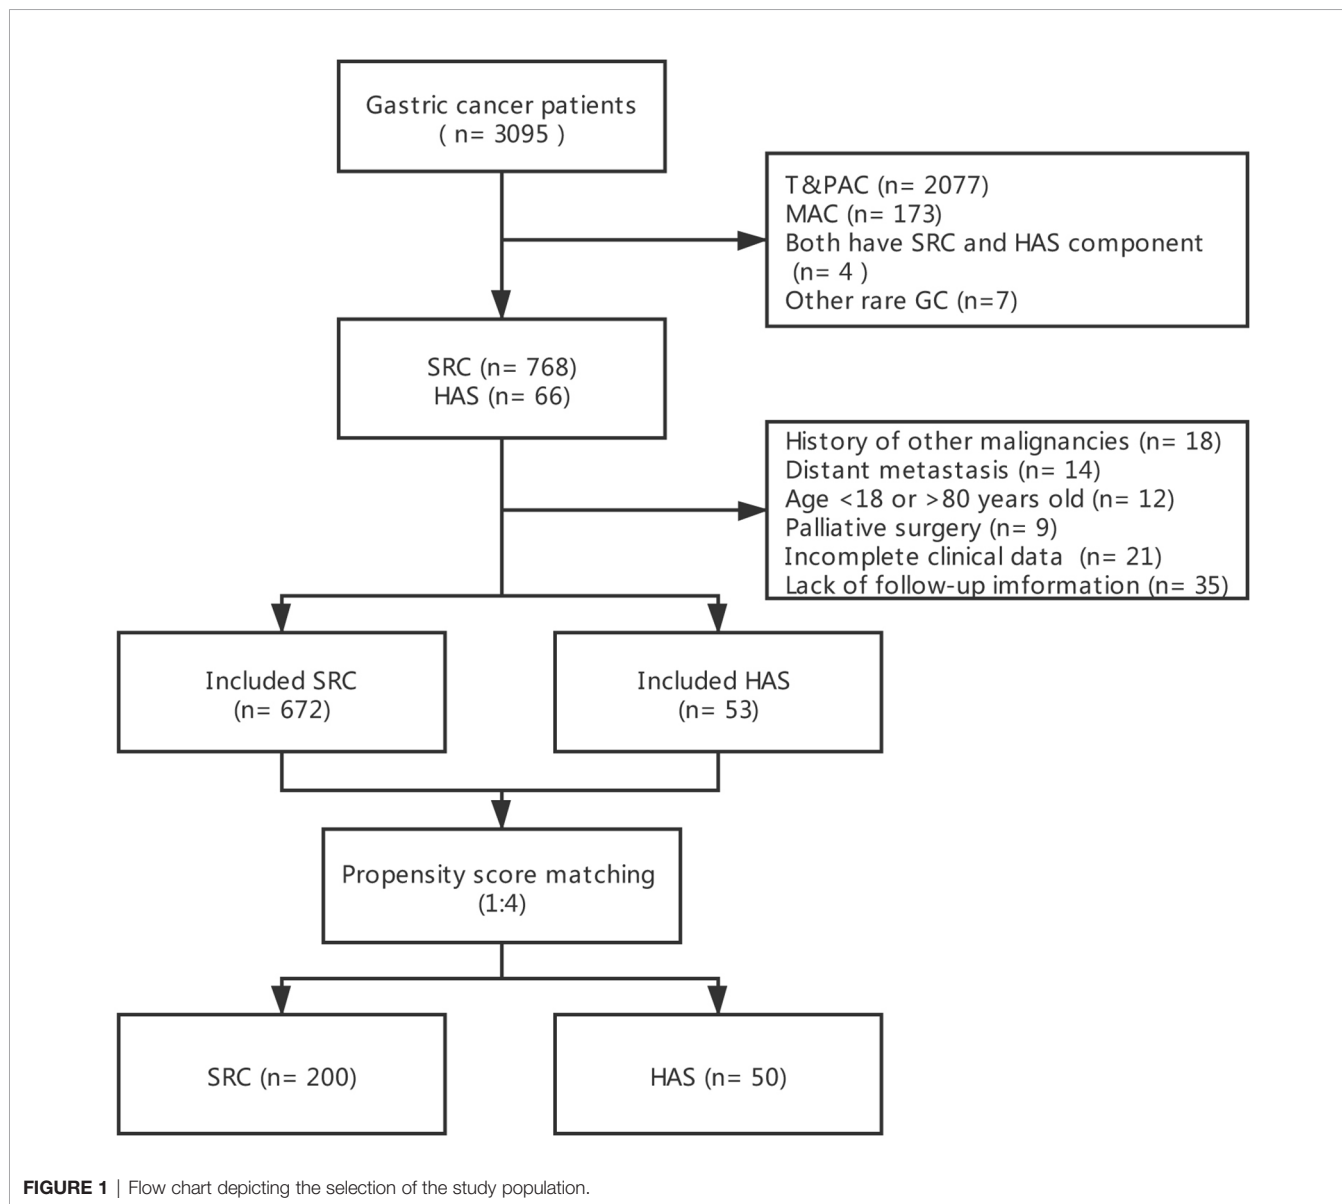 Gastric cancer patients
( n= 3095 )
T&PAC (n= 2077)
MAC (n= 173)
Both have SRC and HAS component
(n= 4 )
Other rare GC (n=7)
SRC (n= 768)
HAS (n= 66)
History of other malignancies (n= 18)
Distant metastasis (n= 14)
Age <18 or >80 years old (n= 12)
Palliative surgery (n= 9)
Incomplete clinical data  (n= 21)
Lack of follow-up imformation (n= 35)
Included SRC
(n= 672)
Included HAS
(n= 53)
Propensity score matching
(1:4)
SRC (n= 200)
HAS (n= 50)
FIGURE 1 | Flow chart depicting the selection of the study population.